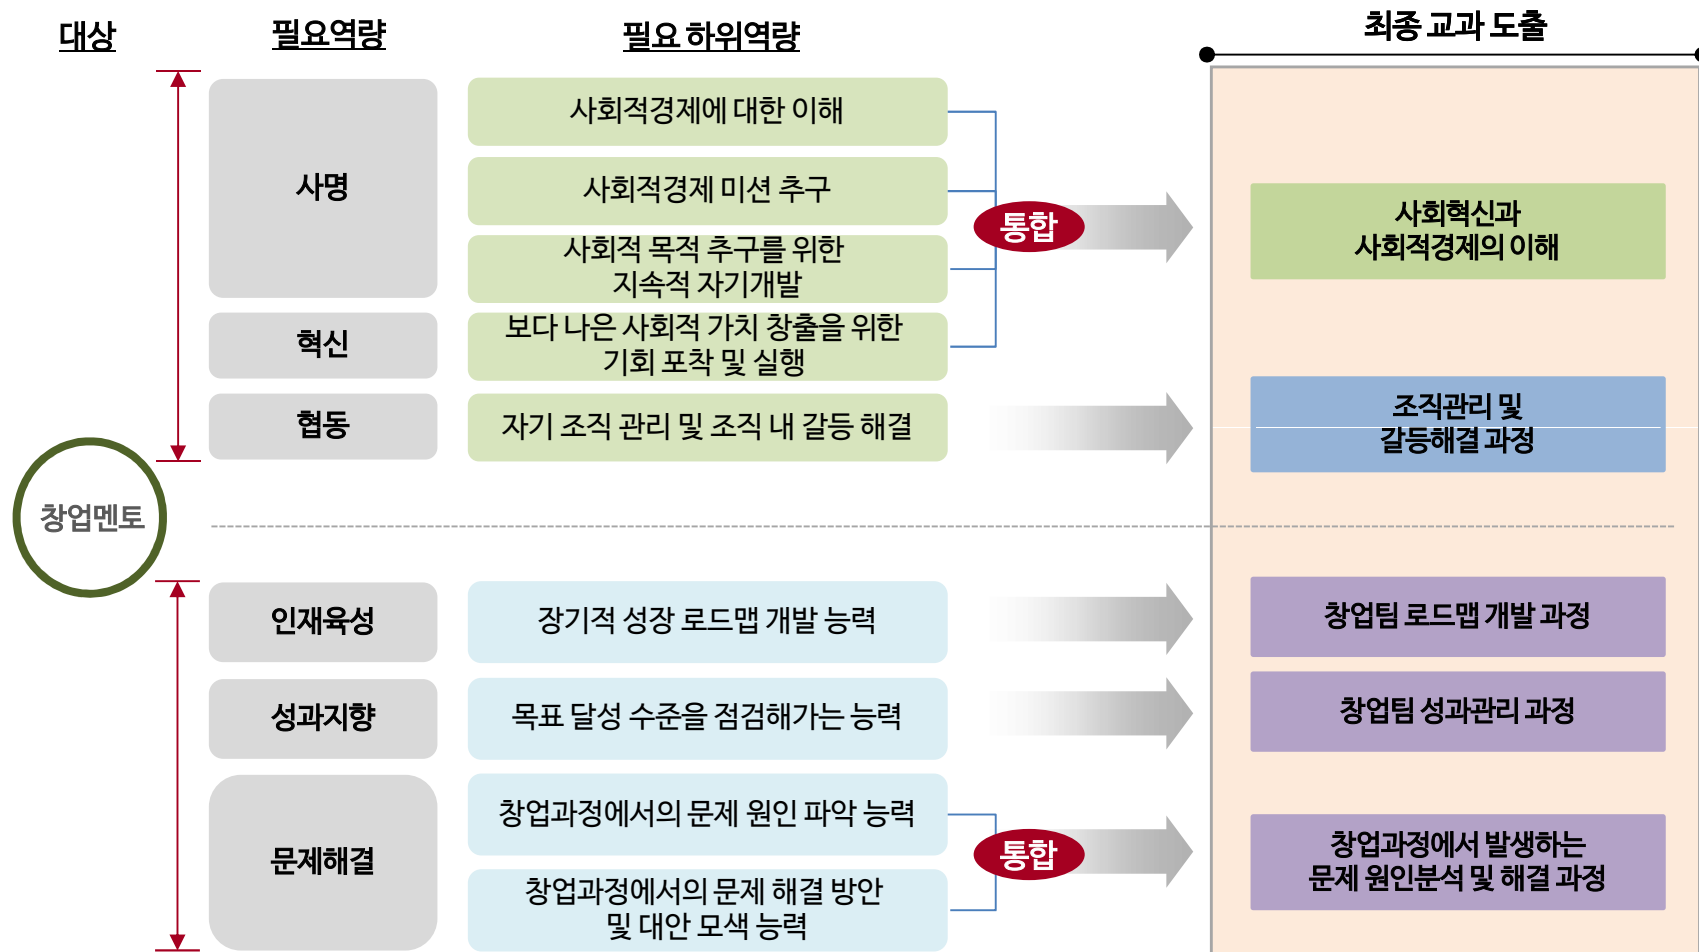 대상
필요역량
필요 하위역량
최종 교과 도출
사명
사회적경제에 대한 이해
사회적경제 미션 추구
사회적 목적 추구를 위한
지속적 자기개발
통합
사회혁신과
사회적경제의 이해
혁신
보다 나은 사회적 가치 창출을 위한
기회 포착 및 실행
협동
자기 조직 관리 및 조직 내 갈등 해결
조직관리 및
갈등해결 과정
창업멘토
인재육성
장기적 성장 로드맵 개발 능력
창업팀 로드맵 개발 과정
성과지향
목표 달성 수준을 점검해가는 능력
창업팀 성과관리 과정
문제해결
창업과정에서의 문제 원인 파악 능력
창업과정에서의 문제 해결 방안
및 대안 모색 능력
통합
창업과정에서 발생하는
문제 원인분석 및 해결 과정